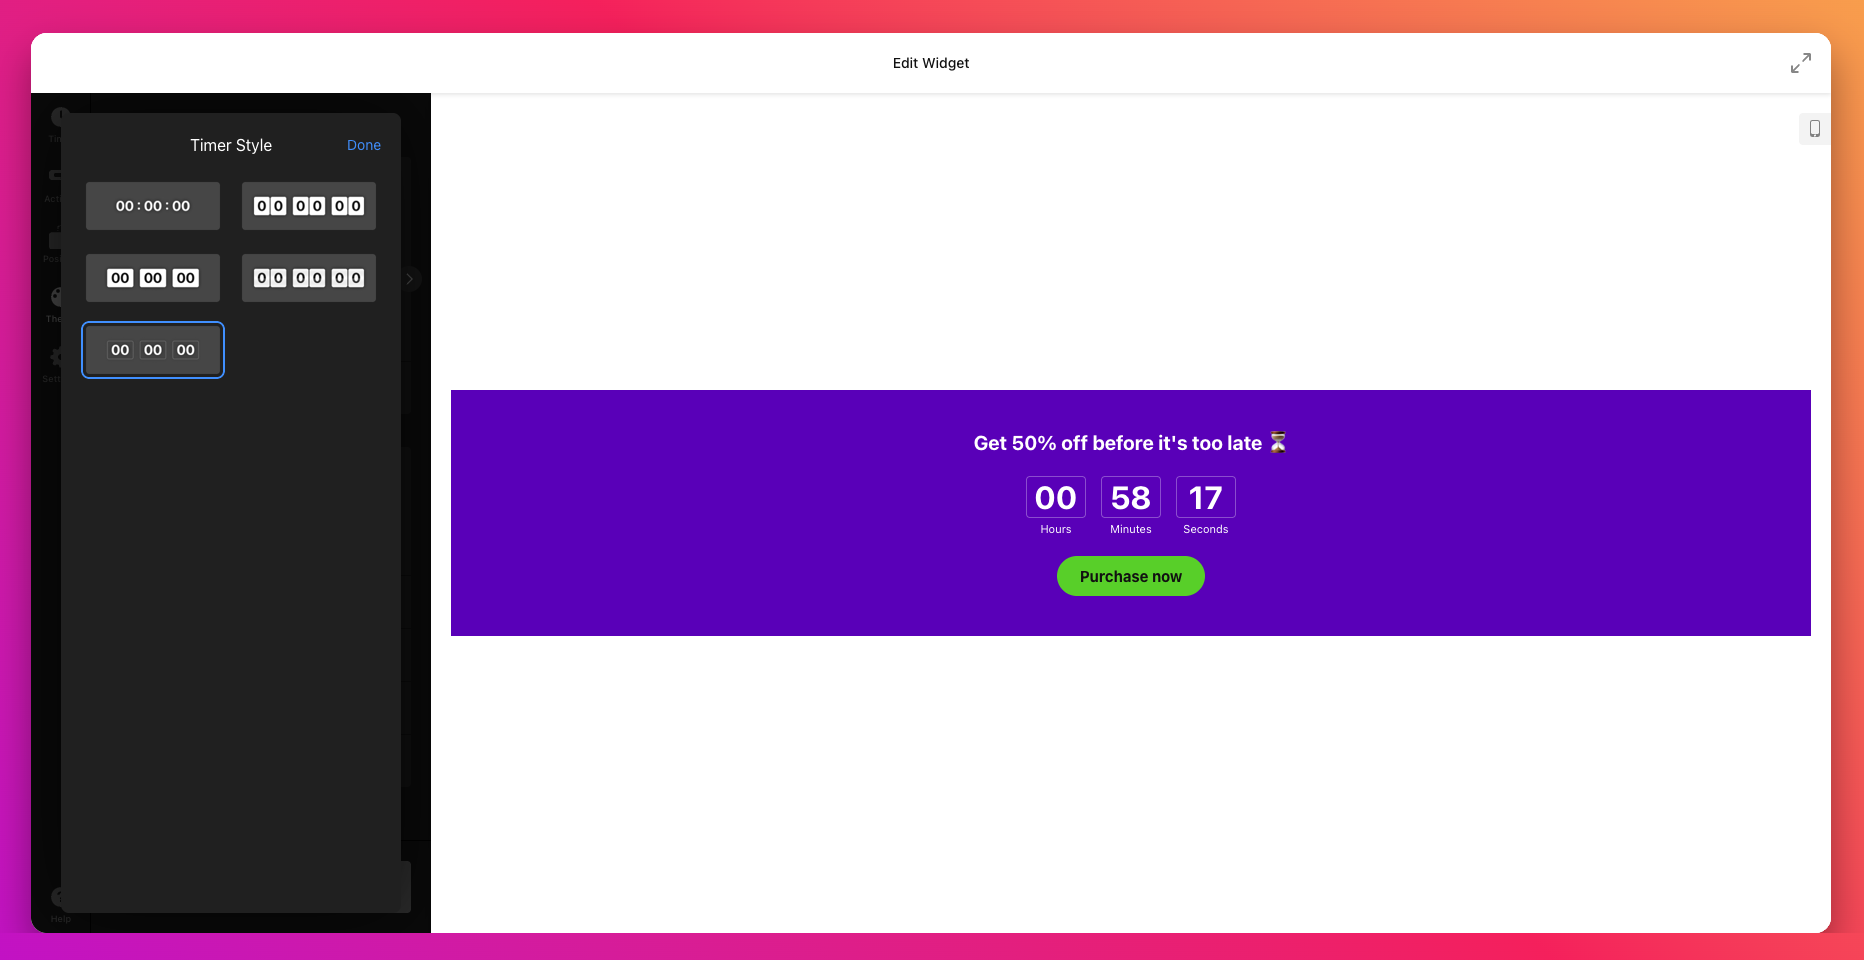 Edit Widget
Timer Style
Done
00 : 00 : 00
0 0 0 0 0 0
00 00 00
0 0 0 0 0 0
00 00 00
Help
Get 50% off before it's too late ⏳
00 58 17
Hours Minutes Seconds
Purchase now